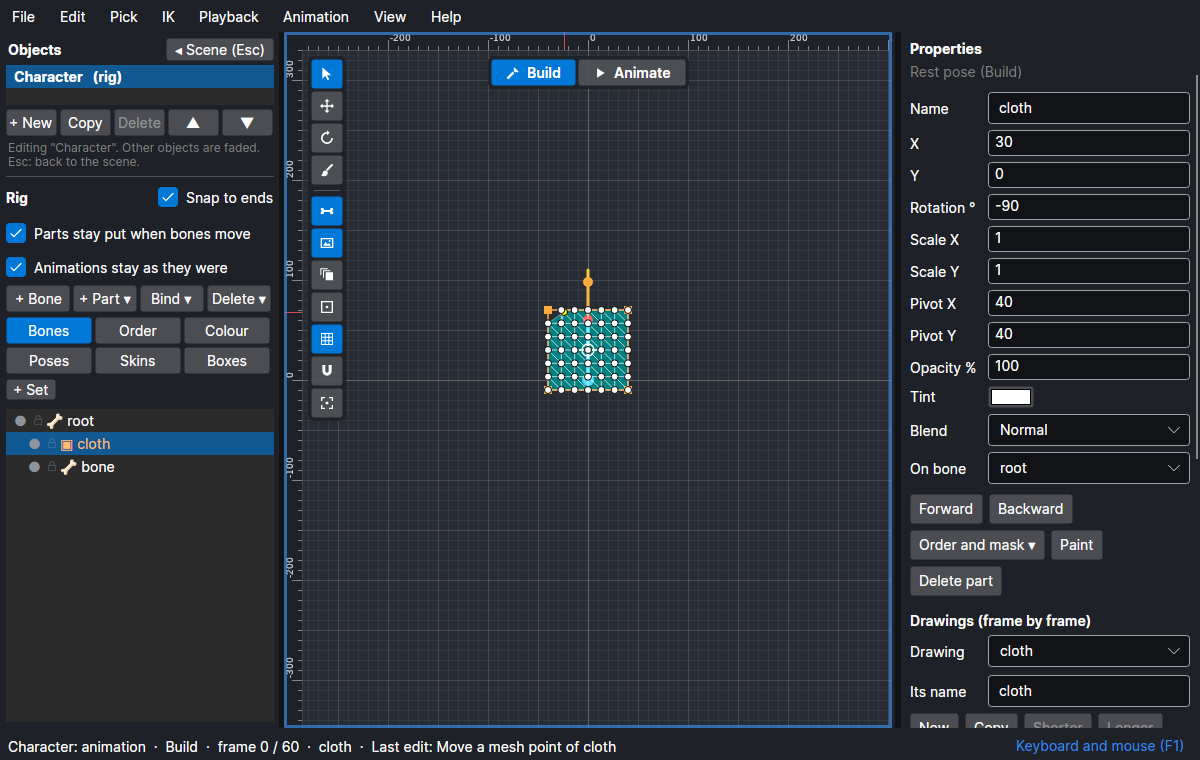 File Edit Pick IK Playback Animation View Help
Objects
◂ Scene (Esc)
Character (rig)
+ New Copy Delete ▲ ▼
Editing "Character". Other objects are faded.
Esc: back to the scene.
Rig
Snap to ends
Parts stay put when bones move
Animations stay as they were
+ Bone + Part ▾ Bind ▾ Delete ▾
Bones Order Colour
Poses Skins Boxes
+ Set
root
cloth
bone
-200 -100 0 100 200
300
200
100
0
-100
-200
-300
Build Animate
Properties
Rest pose (Build)
Name cloth
X 30
Y 0
Rotation ° -90
Scale X 1
Scale Y 1
Pivot X 40
Pivot Y 40
Opacity % 100
Tint
Blend Normal
On bone root
Forward Backward
Order and mask ▾ Paint
Delete part
Drawings (frame by frame)
Drawing cloth
Its name cloth
New Copy Shorter Longer
Character: animation · Build · frame 0 / 60 · cloth · Last edit: Move a mesh point of cloth
Keyboard and mouse (F1)